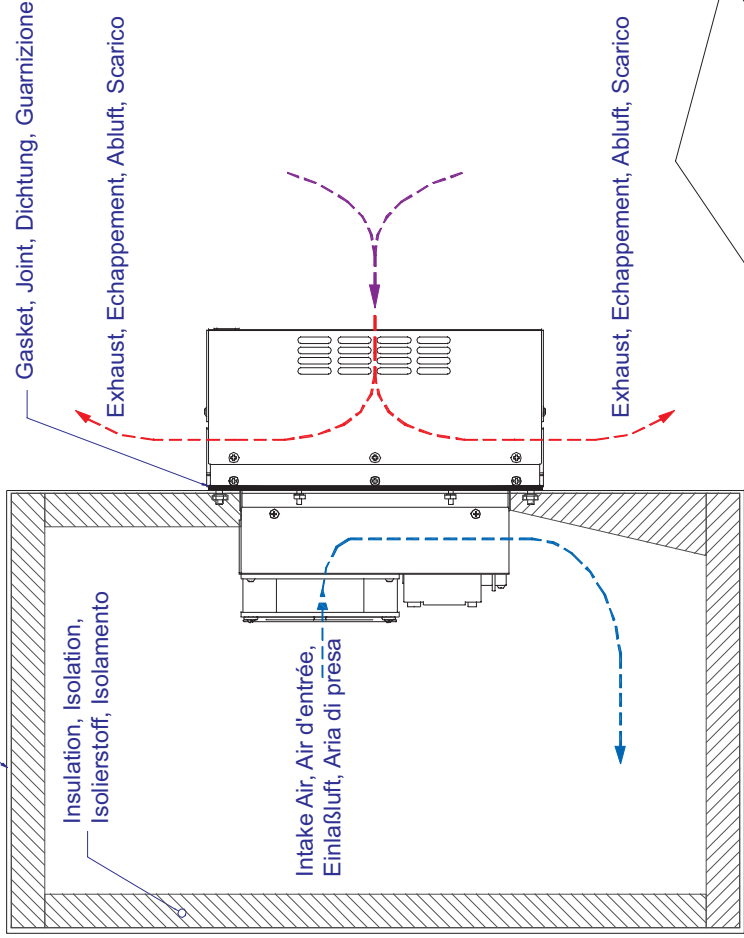 Gasket, Joint, Dichtung, Guarnizione
Exhaust, Echappement, Abluft, Scarico
Exhaust, Echappement, Abluft, Scarico
Insulation, Isolation,
Isolierstoff, Isolamento
Intake Air, Air d'entrée,
Einlaßluft, Aria di presa